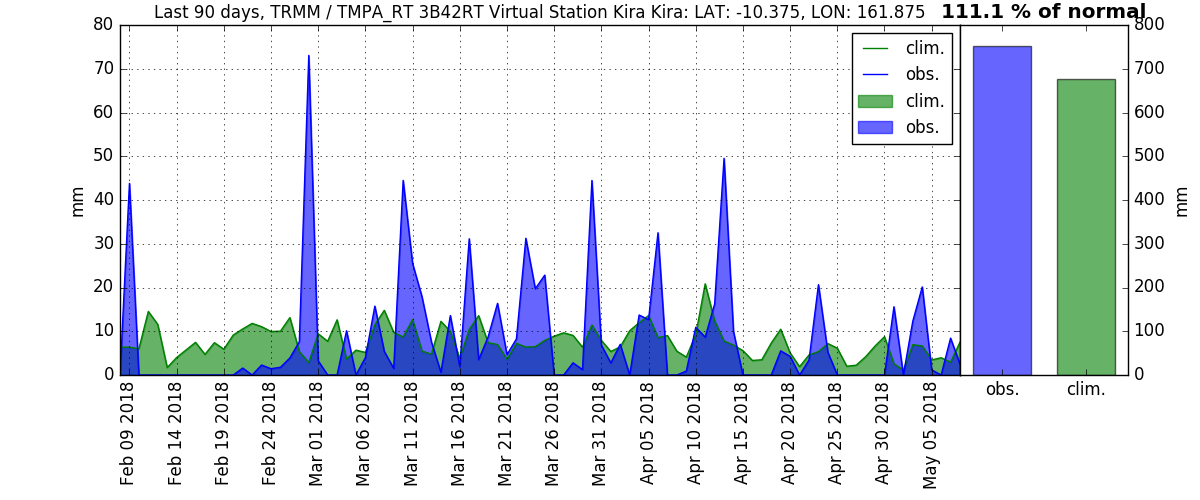 Last 90 days, TRMM / TMPA_RT 3B42RT Virtual Station Kira Kira: LAT: -10.375, LON: 161.875 111.1 % of normal
80
70
60
50
40
30
20
10
0
mm
clim.
obs.
clim.
obs.
800
700
600
500
400
300
200
100
0
mm
obs.
clim.
Feb 09 2018
Feb 14 2018
Feb 19 2018
Feb 24 2018
Mar 01 2018
Mar 06 2018
Mar 11 2018
Mar 16 2018
Mar 21 2018
Mar 26 2018
Mar 31 2018
Apr 05 2018
Apr 10 2018
Apr 15 2018
Apr 20 2018
Apr 25 2018
Apr 30 2018
May 05 2018